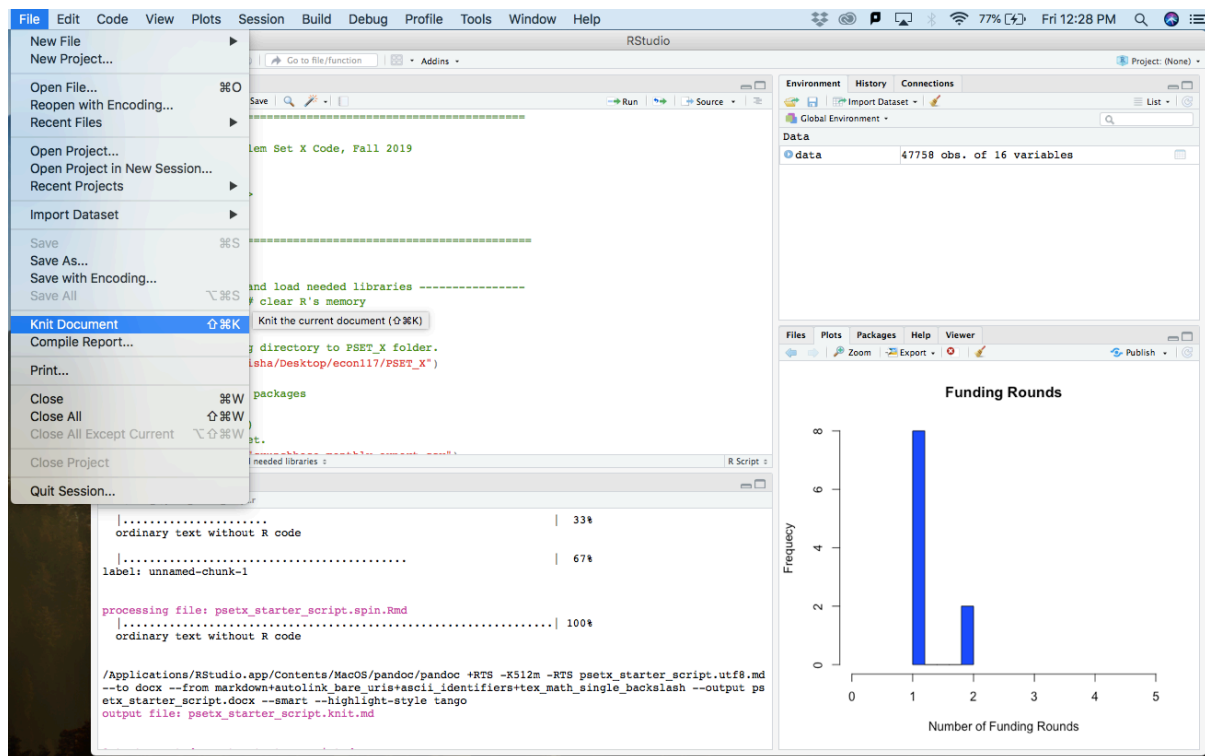 File Edit Code View Plots Session Build Debug Profile Tools Window Help 77% Fri 12:28 PM
RStudio
New File
New Project...
Open File... ⌘O
Reopen with Encoding...
Recent Files
Open Project...
Open Project in New Session...
Recent Projects
Import Dataset
Save ⌘S
Save As...
Save with Encoding...
Save All ⌥⌘S
Knit Document ⇧⌘K
Compile Report...
Print...
Close ⌘W
Close All ⇧⌘W
Close All Except Current ⌥⇧⌘W
Close Project
Quit Session...
Knit the current document (⇧⌘K)
Go to file/function Addins
Project: (None)
Save Run Source
lem Set X Code, Fall 2019
and load needed libraries ----------------
# clear R's memory
g directory to PSET_X folder.
isha/Desktop/econ117/PSET_X")
packages
)
et.
needed libraries R Script
|...................... | 33%
ordinary text without R code
|.......................................... | 67%
label: unnamed-chunk-1
processing file: psetx_starter_script.spin.Rmd
|................................................................| 100%
ordinary text without R code
/Applications/RStudio.app/Contents/MacOS/pandoc/pandoc +RTS -K512m -RTS psetx_starter_script.utf8.md
--to docx --from markdown+autolink_bare_uris+ascii_identifiers+tex_math_single_backslash --output ps
etx_starter_script.docx --smart --highlight-style tango
output file: psetx_starter_script.knit.md
Environment History Connections
Import Dataset List
Global Environment
Data
data 47758 obs. of 16 variables
Files Plots Packages Help Viewer
Zoom Export Publish
Funding Rounds
Frequecy
8
6
4
2
0
0 1 2 3 4 5
Number of Funding Rounds